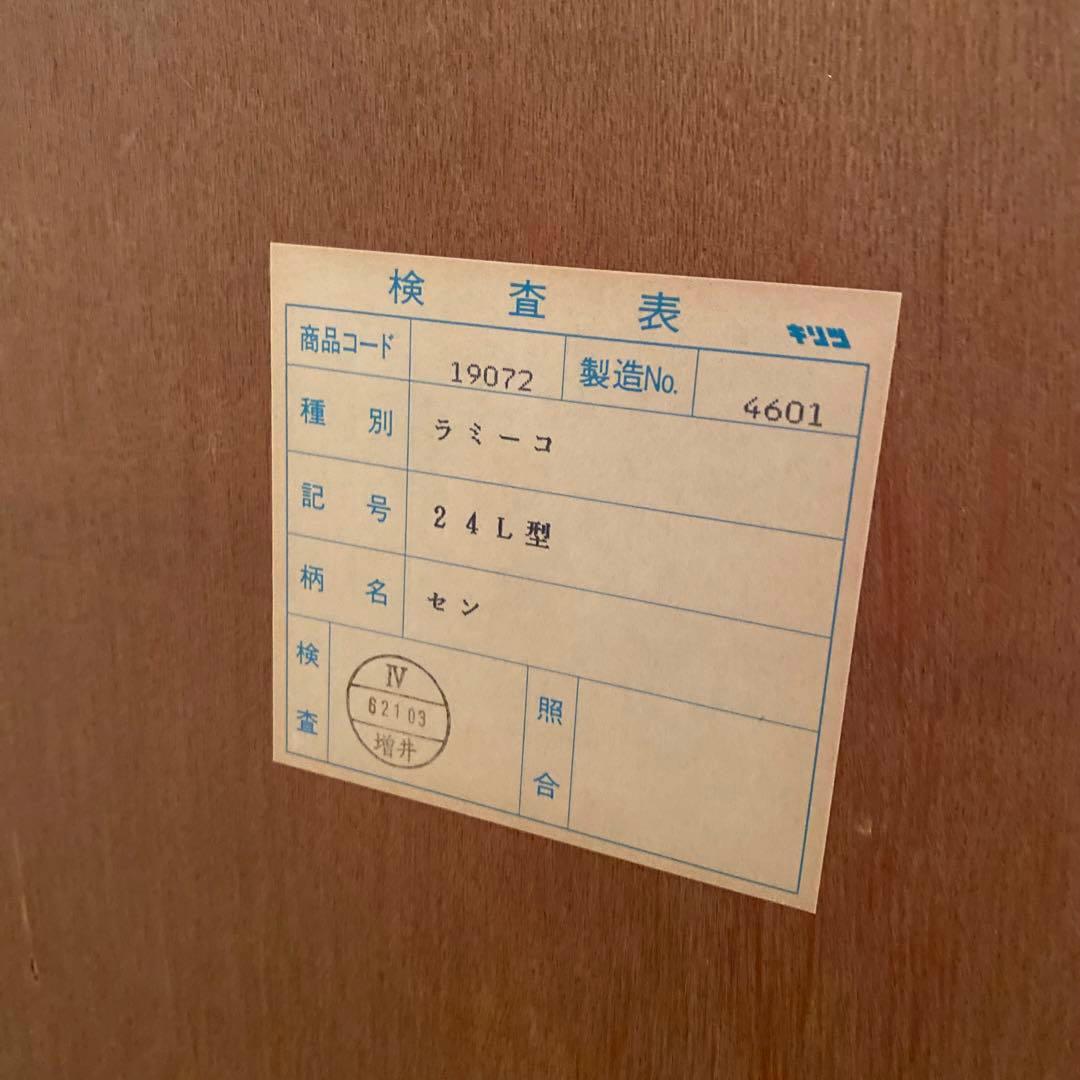 検査表
キリツ
商品コード 19072 製造No. 4601
種別 ラミーコ
記号 24L型
柄名 セン
検査 Ⅳ 照合
62103
増井